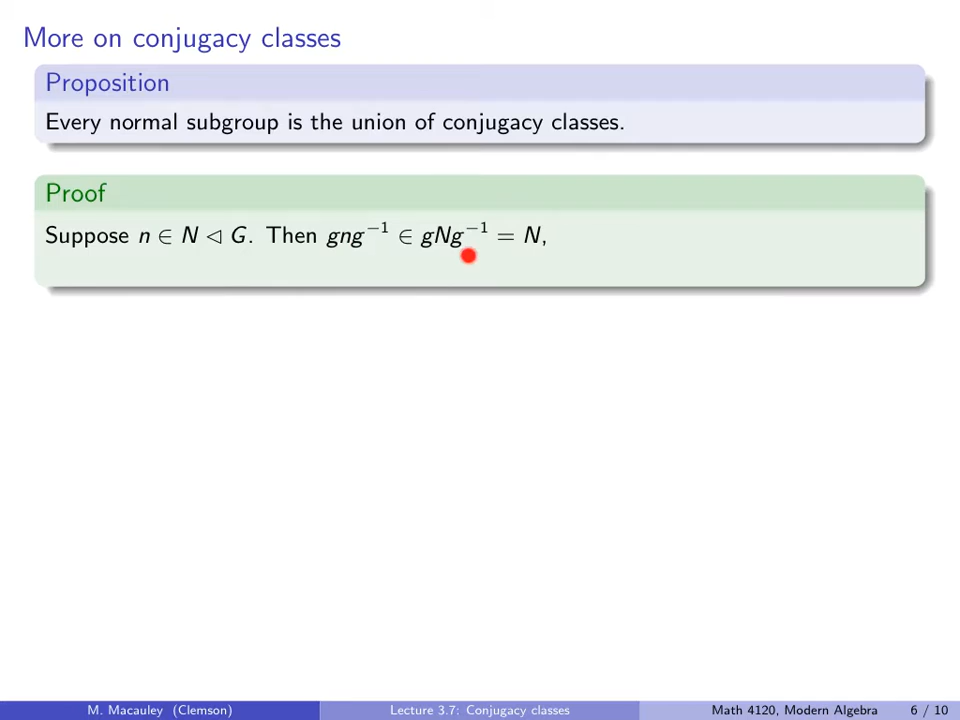 More on conjugacy classes
Proposition
Every normal subgroup is the union of conjugacy classes.
Proof
Suppose n ∈ N ◁ G. Then gng⁻¹ ∈ gNg⁻¹ = N,
M. Macauley (Clemson) Lecture 3.7: Conjugacy classes Math 4120, Modern Algebra 6 / 10